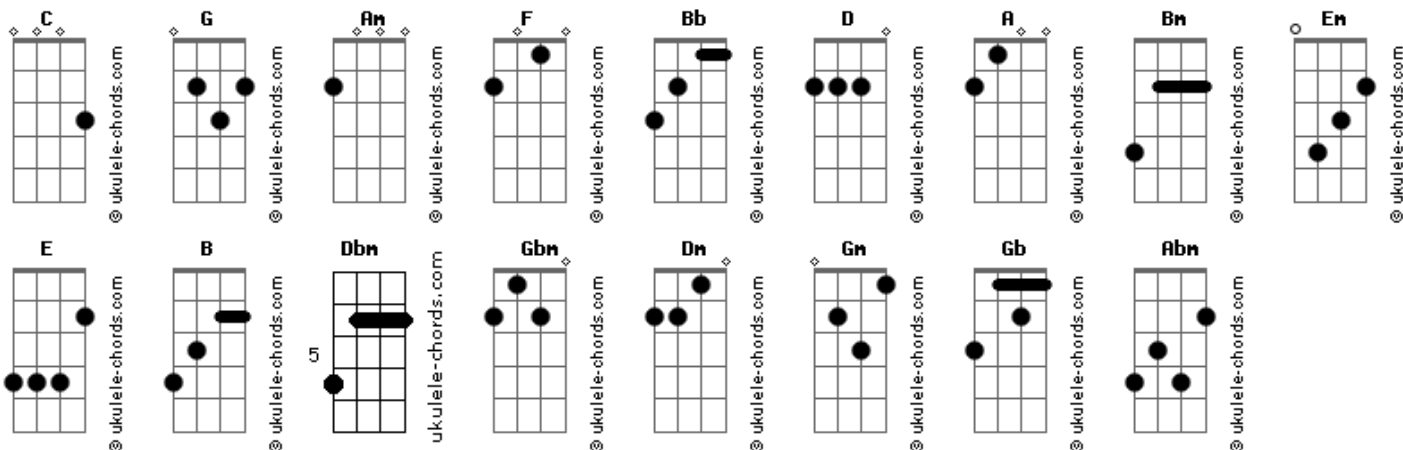 C G Am F Bb D A Bm Em
© ukulele-chords.com © ukulele-chords.com © ukulele-chords.com © ukulele-chords.com © ukulele-chords.com © ukulele-chords.com © ukulele-chords.com © ukulele-chords.com © ukulele-chords.com
E B Dbm Gbm Dm Gm Gb Abm
© ukulele-chords.com © ukulele-chords.com ukulele-chords.com © ukulele-chords.com © ukulele-chords.com © ukulele-chords.com © ukulele-chords.com © ukulele-chords.com
5